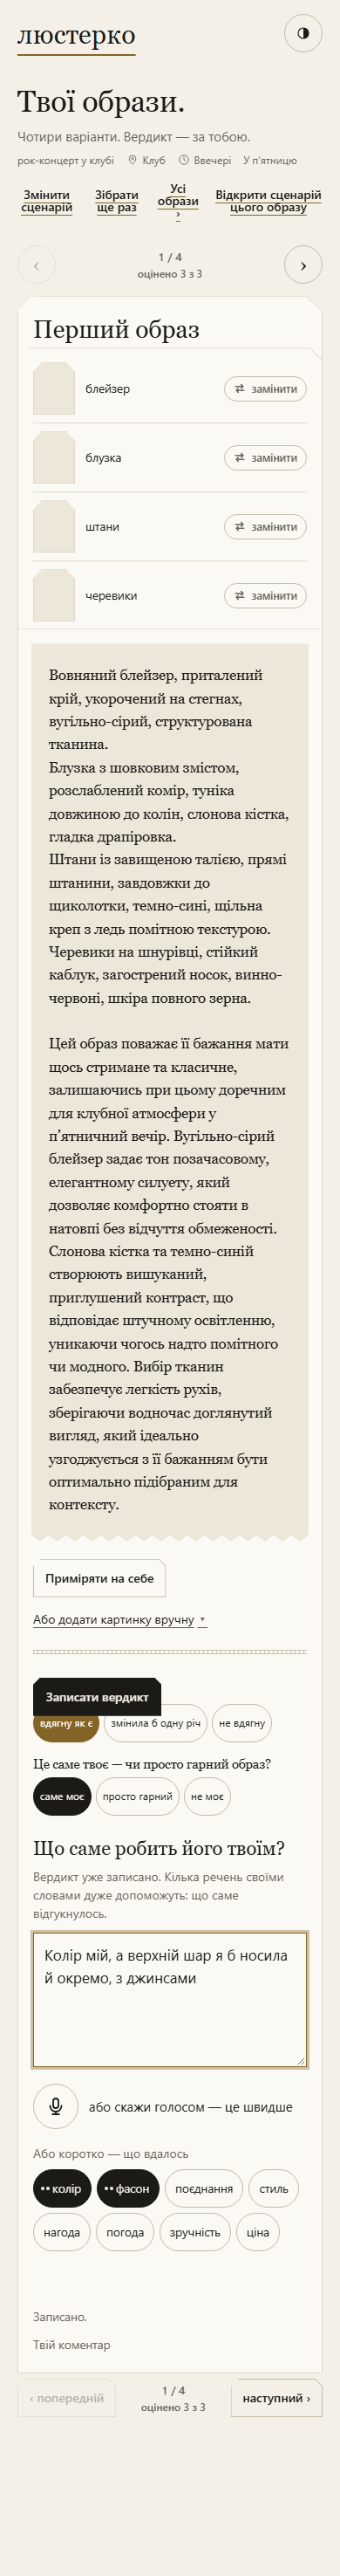 люстерко
Твої образи.
Чотири варіанти. Вердикт — за тобою.
рок-концерт у клубі Клуб Ввечері У п'ятницю
Змінити сценарій
Зібрати ще раз
Усі образи ›
Відкрити сценарій цього образу
‹
1 / 4
оцінено 3 з 3
›
Перший образ
блейзер замінити
блузка замінити
штани замінити
черевики замінити
Вовняний блейзер, приталений
крій, укорочений на стегнах,
вугільно-сірий, структурована
тканина.
Блузка з шовковим змістом,
розслаблений комір, туніка
довжиною до колін, слонова кістка,
гладка драпіровка.
Штани із завищеною талією, прямі
штанини, завдовжки до
щиколотки, темно-сині, щільна
креп з ледь помітною текстурою.
Черевики на шнурівці, стійкий
каблук, загострений носок, винно-
червоні, шкіра повного зерна.
Цей образ поважає її бажання мати
щось стримане та класичне,
залишаючись при цьому доречним
для клубної атмосфери у
п'ятничний вечір. Вугільно-сірий
блейзер задає тон позачасовому,
елегантному силуету, який
дозволяє комфортно стояти в
натовпі без відчуття обмеженості.
Слонова кістка та темно-синій
створюють вишуканий,
приглушений контраст, що
відповідає штучному освітленню,
уникаючи чогось надто помітного
чи модного. Вибір тканин
забезпечує легкість рухів,
зберігаючи водночас доглянутий
вигляд, який ідеально
узгоджується з її бажанням бути
оптимально підібраним для
контексту.
Приміряти на себе
Або додати картинку вручну ▾
Записати вердикт
вдягну як є змінила б одну річ не вдягну
Це саме твоє — чи просто гарний образ?
саме моє просто гарний не моє
Що саме робить його твоїм?
Вердикт уже записано. Кілька речень своїми
словами дуже допоможуть: що саме
відгукнулось.
Колір мій, а верхній шар я б носила
й окремо, з джинсами
або скажи голосом — це швидше
Або коротко — що вдалось
•• колір •• фасон поєднання стиль
нагода погода зручність ціна
Записано.
Твій коментар
‹ попередній
1 / 4
оцінено 3 з 3
наступний ›